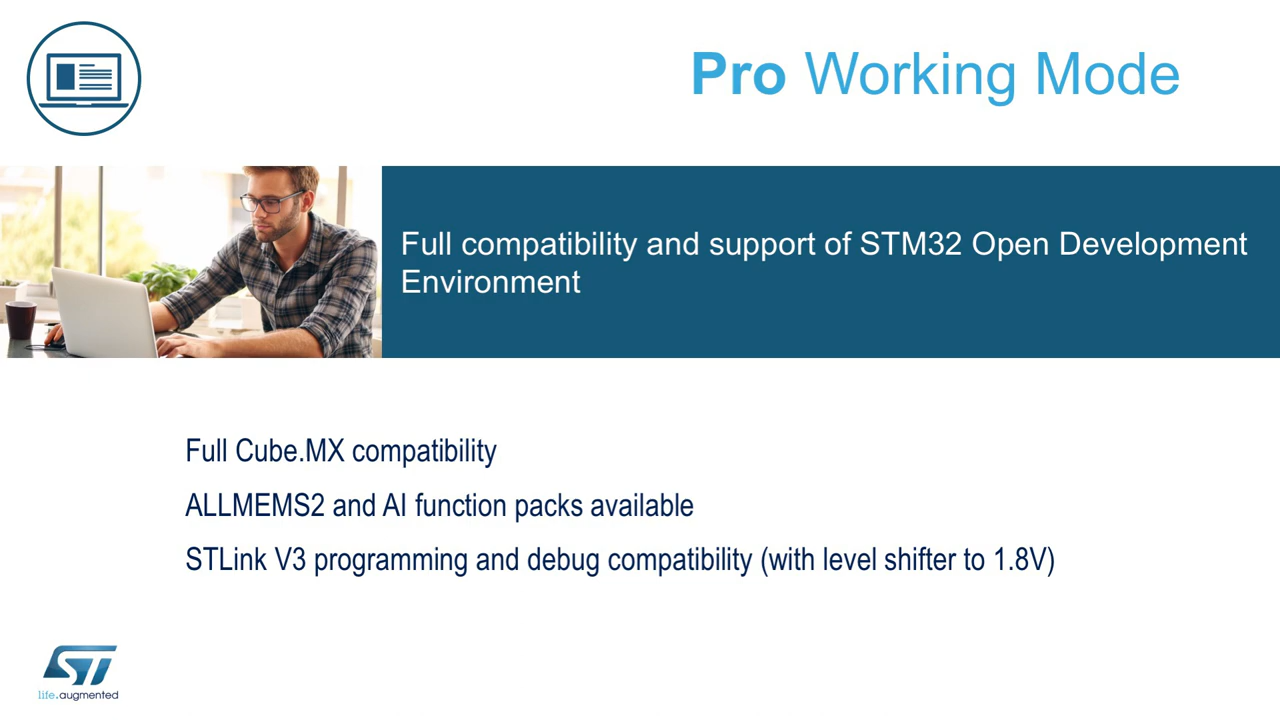 Pro Working Mode
Full compatibility and support of STM32 Open Development
Environment
Full Cube.MX compatibility
ALLMEMS2 and AI function packs available
STLink V3 programming and debug compatibility (with level shifter to 1.8V)
ST
life.augmented